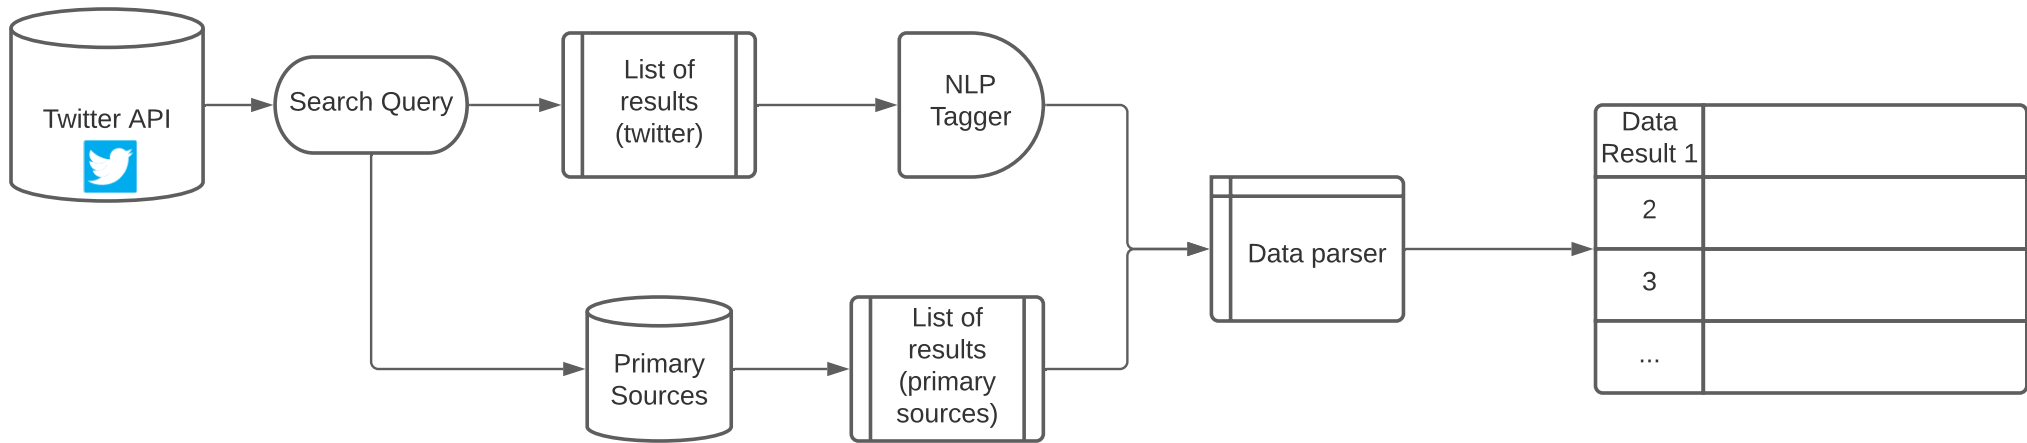 Twitter API
Search Query
List of
results
(twitter)
NLP
Tagger
Primary
Sources
List of
results
(primary
sources)
Data parser
Data
Result 1
2
3
...